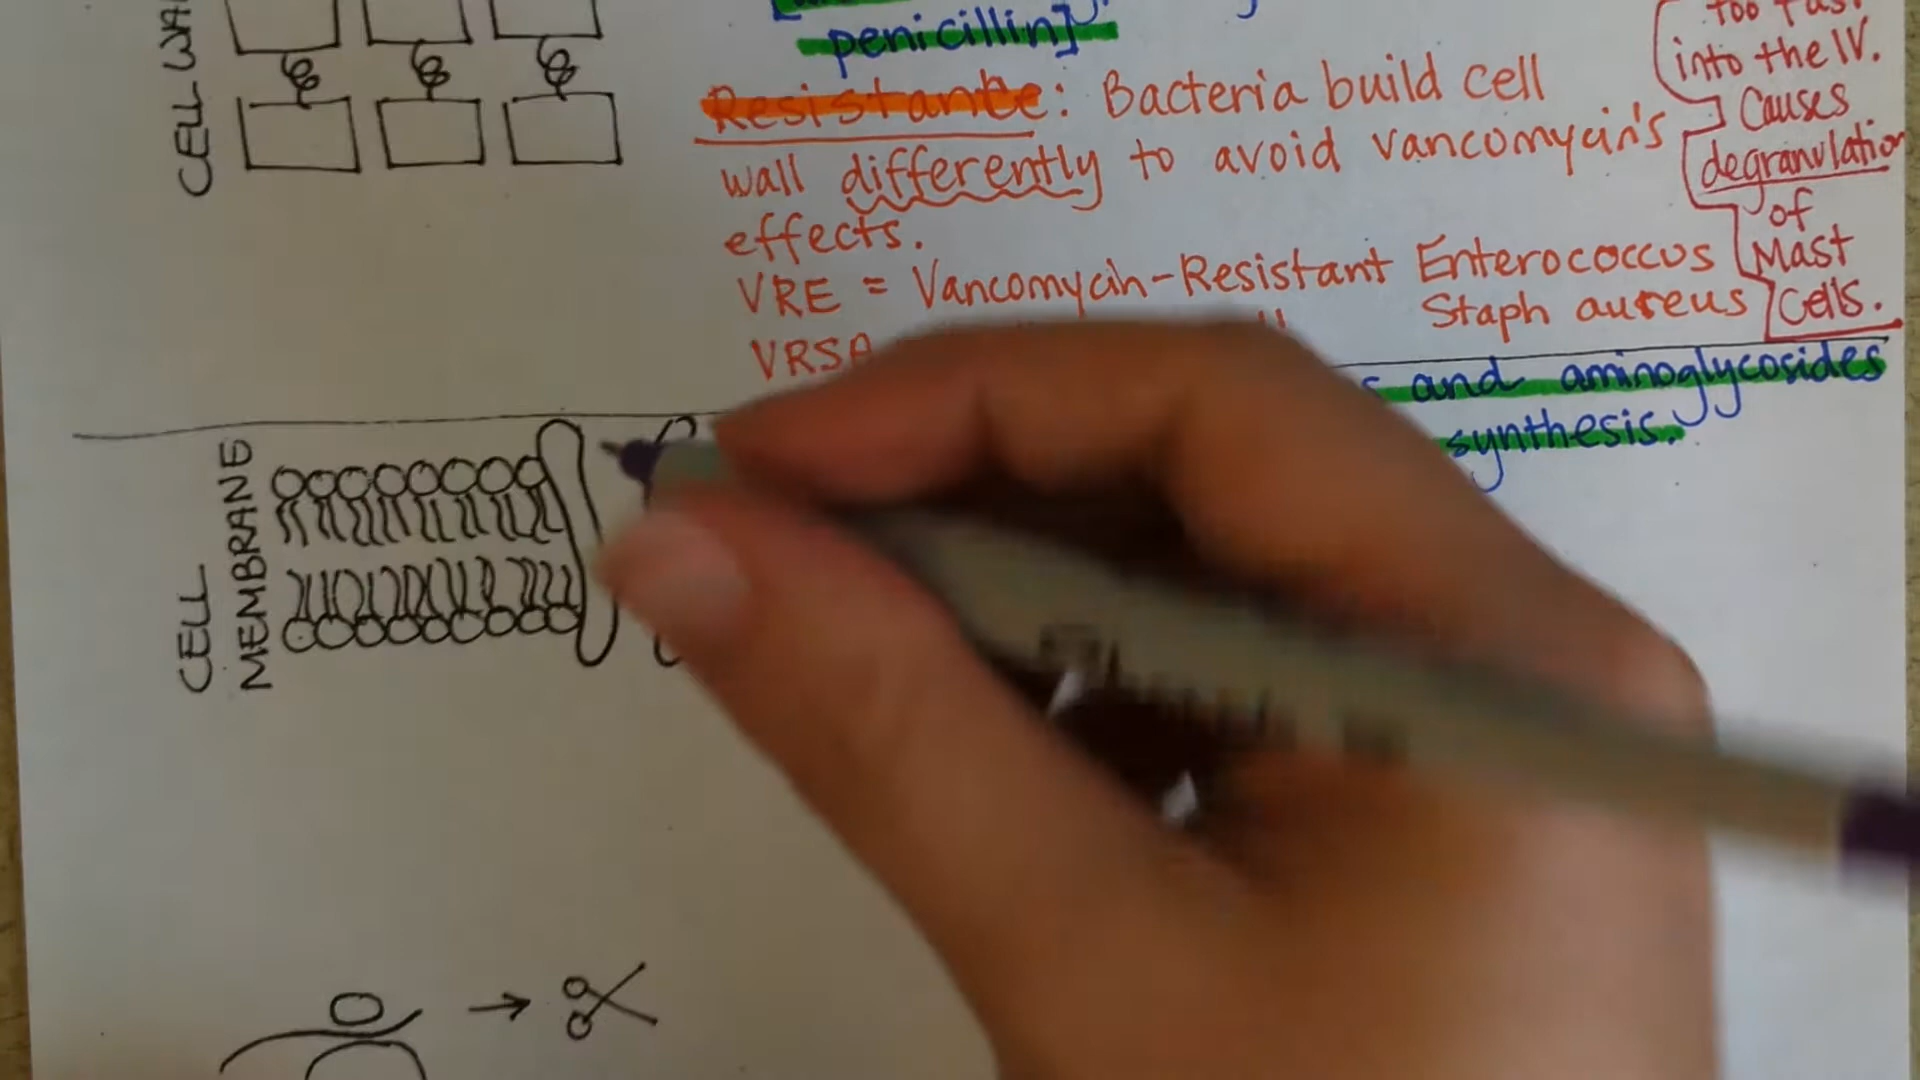 penicillin]
Resistance: Bacteria build cell
wall differently to avoid vancomycin's
effects.
VRE = Vancomycin-Resistant Enterococcus
VRSA
Staph aureus
too fast
into the IV.
Causes
degranulation
of
Mast
cells.
and aminoglycosides
synthesis.
CELL
CELL
MEMBRANE